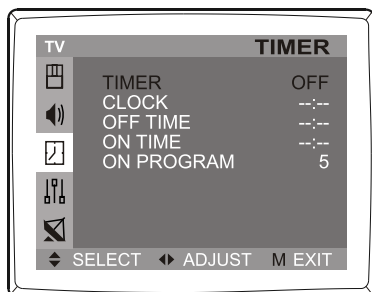 TV TIMER
TIMER OFF
CLOCK --:--
OFF TIME --:--
ON TIME --:--
ON PROGRAM 5
SELECT ADJUST M EXIT